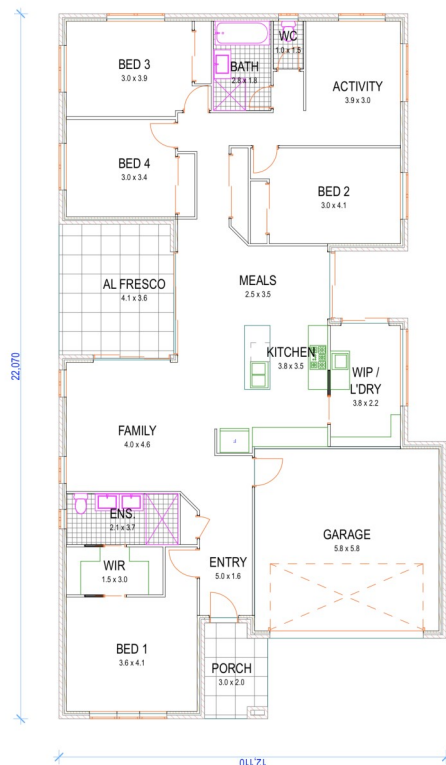 BED 3
3.0 x 3.9
BATH
2.8 x 1.8
WC
1.0 x 1.5
ACTIVITY
3.9 x 3.0
BED 4
3.0 x 3.4
BED 2
3.0 x 4.1
AL FRESCO
4.1 x 3.6
MEALS
2.5 x 3.5
KITCHEN
3.8 x 3.5
WIP /
L'DRY
3.8 x 2.2
22,070
FAMILY
4.0 x 4.6
ENS.
2.1 x 3.7
GARAGE
5.8 x 5.8
WIR
1.5 x 3.0
ENTRY
5.0 x 1.6
BED 1
3.6 x 4.1
PORCH
3.0 x 2.0
12,110